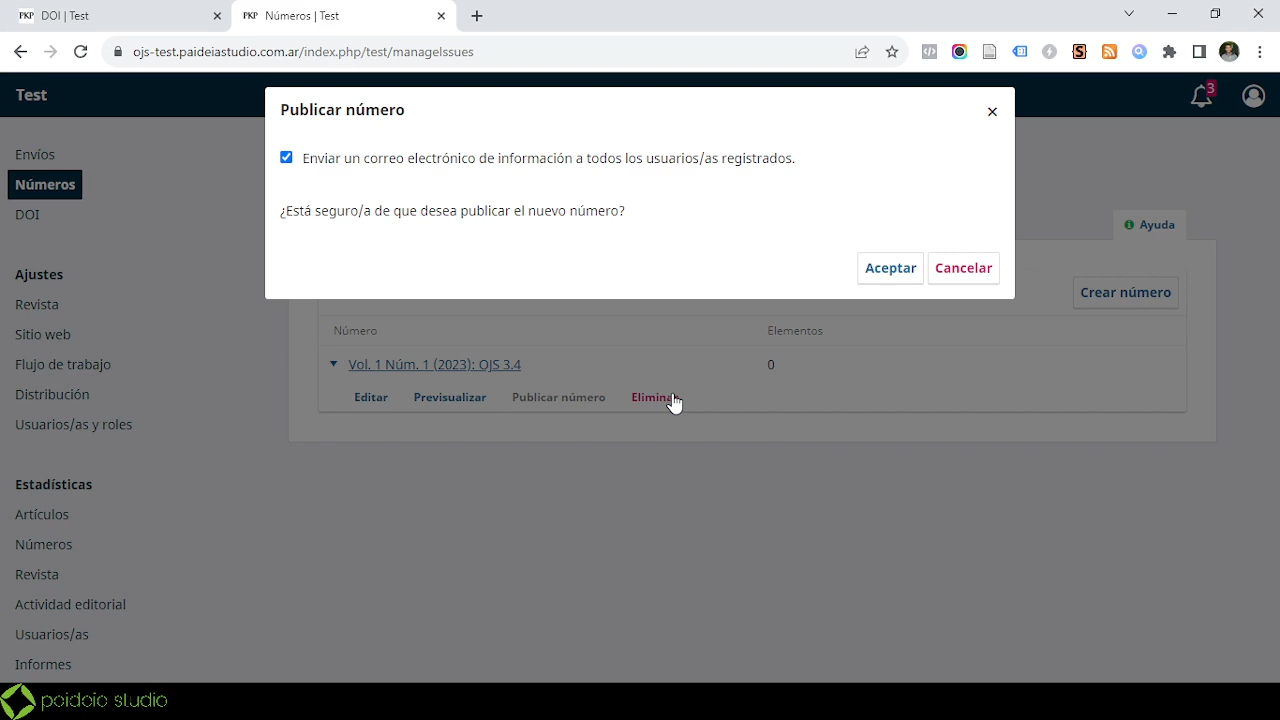 PKP DOI | Test
PKP Números | Test
ojs-test.paideiastudio.com.ar/index.php/test/manageIssues
Test
3
Publicar número
Enviar un correo electrónico de información a todos los usuarios/as registrados.
¿Está seguro/a de que desea publicar el nuevo número?
Aceptar
Cancelar
Envíos
Números
DOI
Ajustes
Revista
Sitio web
Flujo de trabajo
Distribución
Usuarios/as y roles
Estadísticas
Artículos
Números
Revista
Actividad editorial
Usuarios/as
Informes
Ayuda
Crear número
Número
Elementos
Vol. 1 Núm. 1 (2023): OJS 3.4
0
Editar
Previsualizar
Publicar número
Eliminar
paideia studio